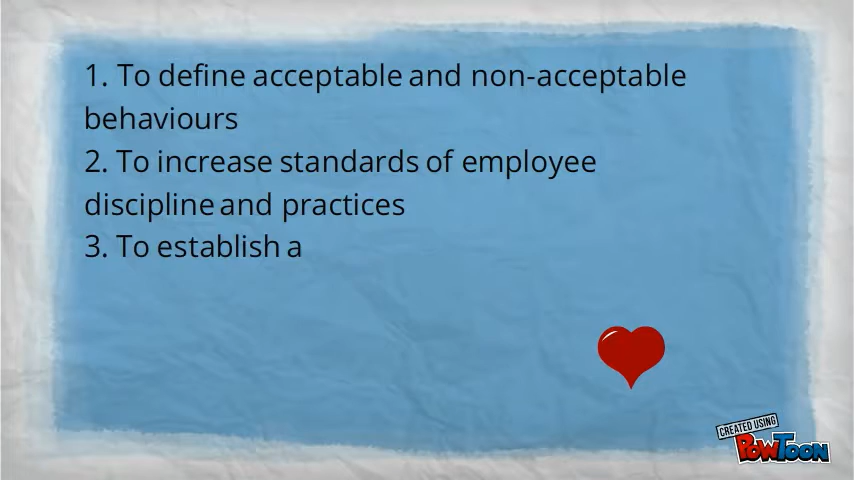 1. To define acceptable and non-acceptable
behaviours
2. To increase standards of employee
discipline and practices
3. To establish a
CREATED USING
POWTOON